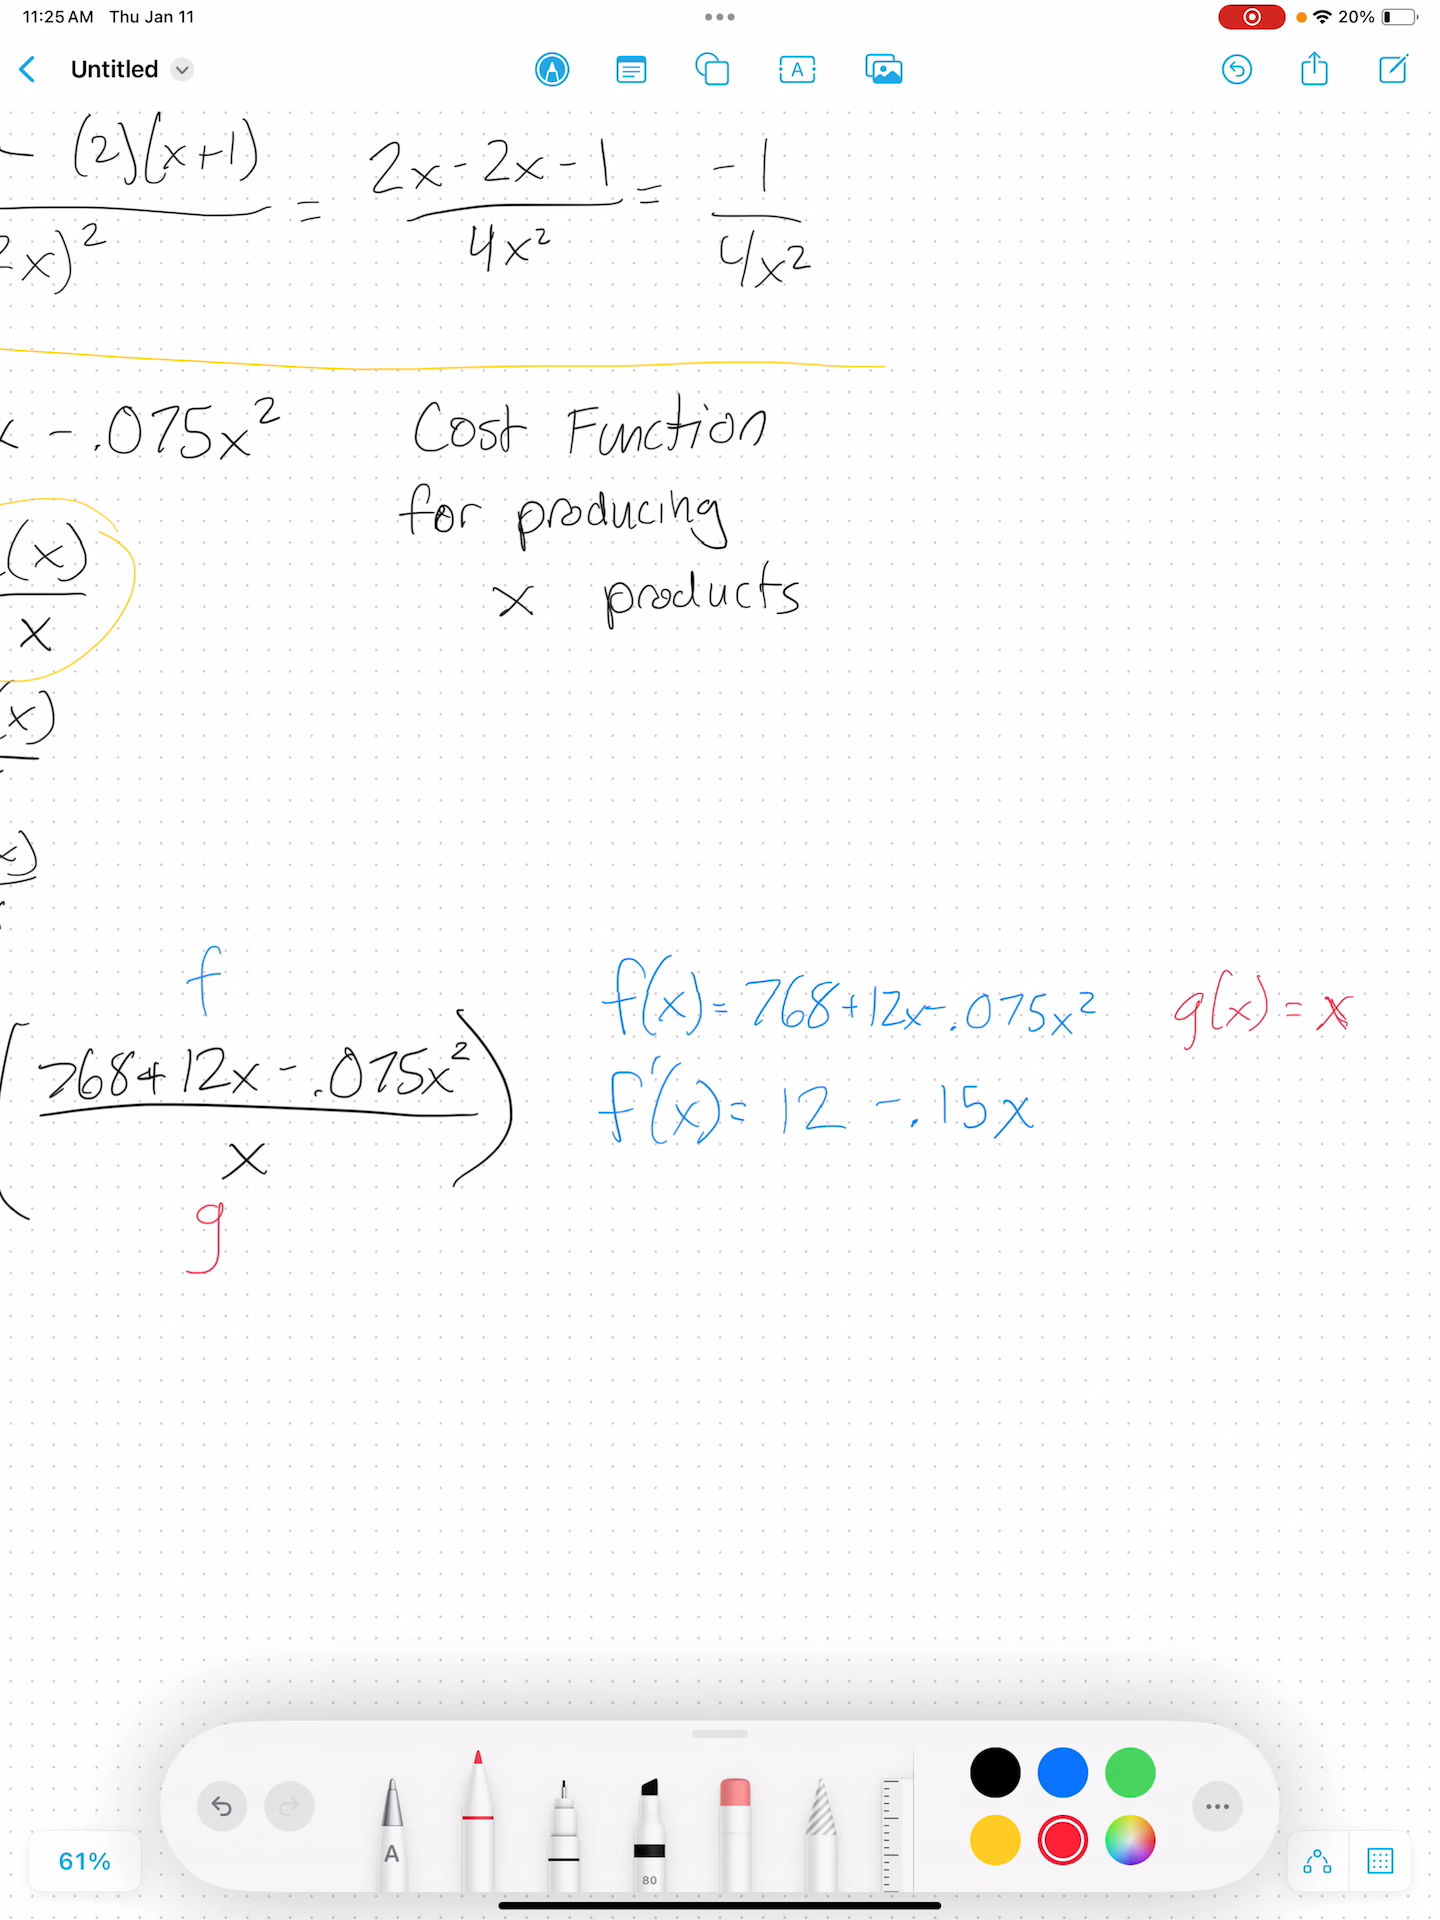 11:25 AM Thu Jan 11
20%
Untitled
(2)(x+1)
x)²
= 2x-2x-1 / 4x² = -1 / 4x²
- .075x²
Cost Function
for producing
x products
(x)
x
x)
f
768+12x-.075x²
x
g
f(x)= 768+12x-.075x²
g(x)= x
f'(x)= 12 -.15x
A
80
61%